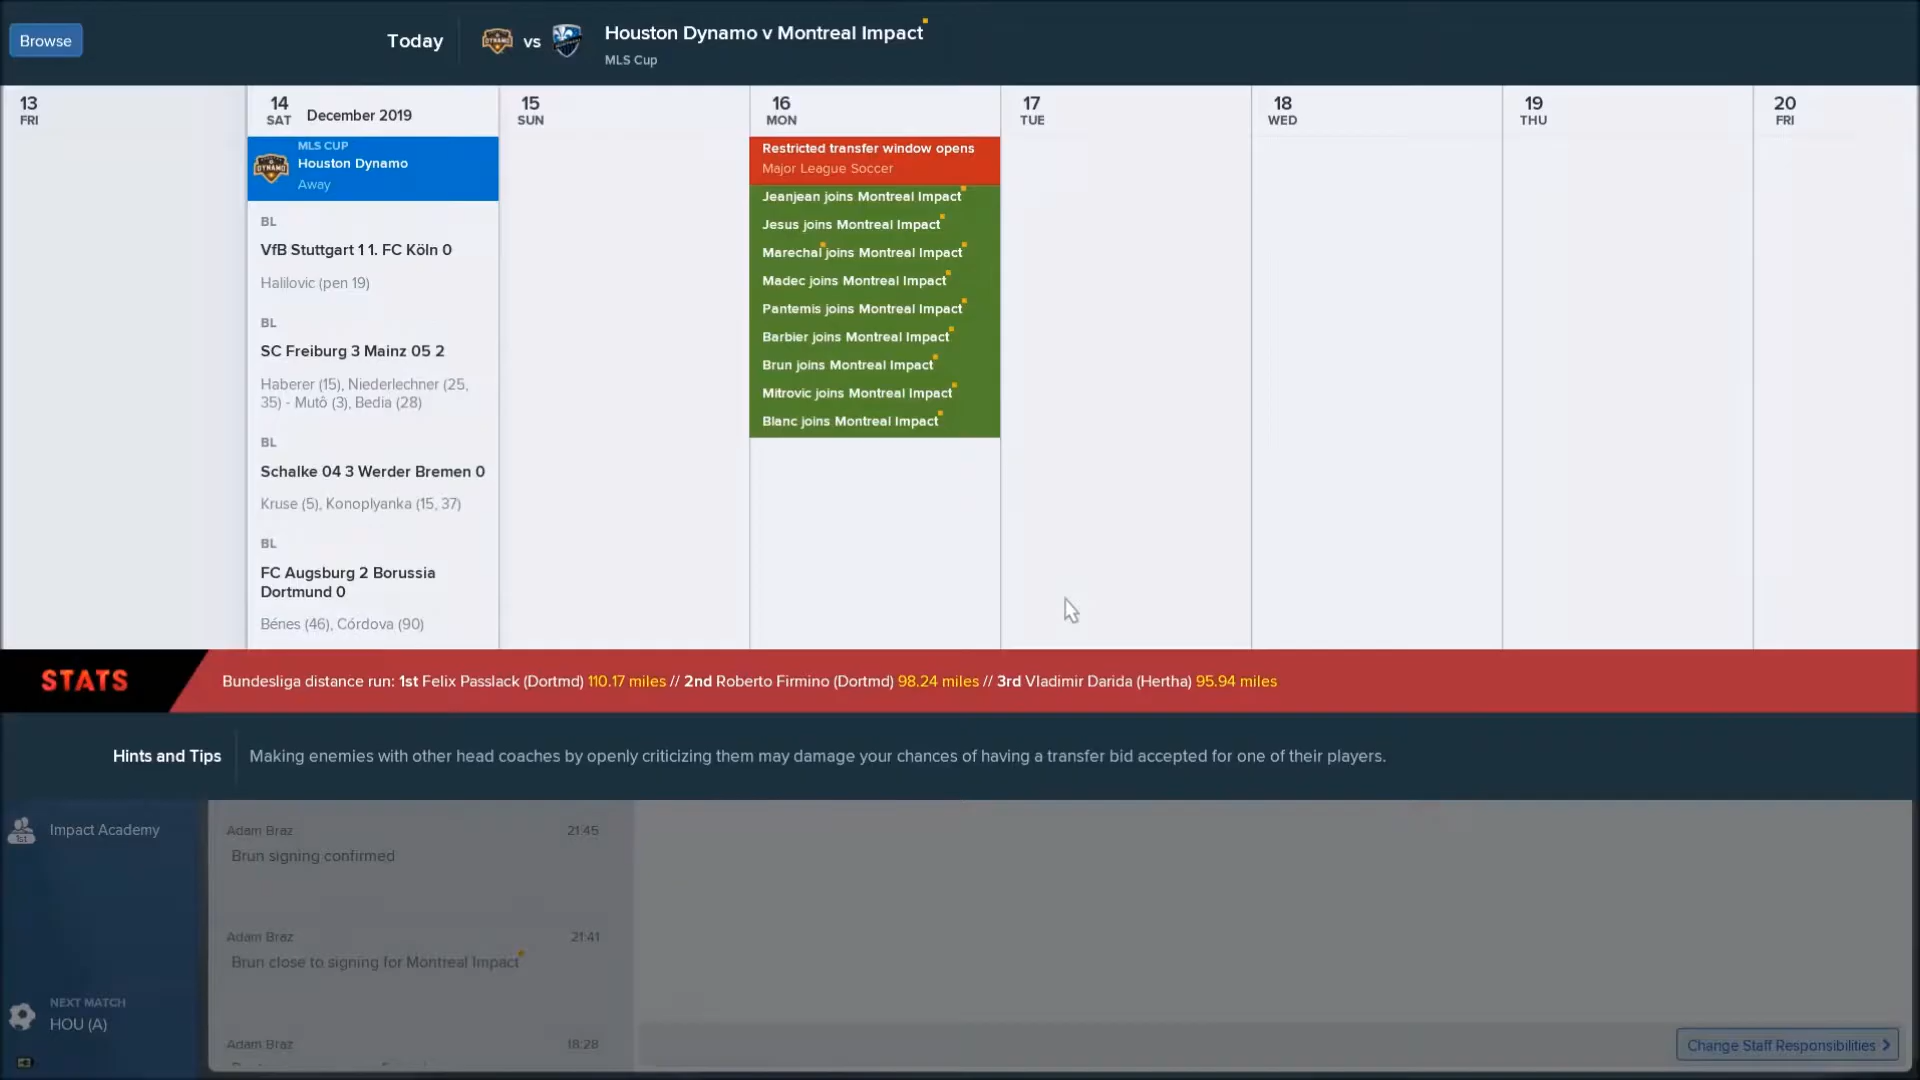 Browse
Today
vs
Houston Dynamo v Montreal Impact
MLS Cup
13
FRI
14
SAT
December 2019
15
SUN
16
MON
17
TUE
18
WED
19
THU
20
FRI
MLS CUP
Houston Dynamo
Away
BL
VfB Stuttgart 1 1. FC Köln 0
Halilovic (pen 19)
BL
SC Freiburg 3 Mainz 05 2
Haberer (15), Niederlechner (25,
35) - Mutō (3), Bedia (28)
BL
Schalke 04 3 Werder Bremen 0
Kruse (5), Konoplyanka (15, 37)
BL
FC Augsburg 2 Borussia
Dortmund 0
Bénes (46), Córdova (90)
Restricted transfer window opens
Major League Soccer
Jeanjean joins Montreal Impact
Jesus joins Montreal Impact
Marechal joins Montreal Impact
Madec joins Montreal Impact
Pantemis joins Montreal Impact
Barbier joins Montreal Impact
Brun joins Montreal Impact
Mitrovic joins Montreal Impact
Blanc joins Montreal Impact
STATS
Bundesliga distance run: 1st Felix Passlack (Dortmd) 110.17 miles // 2nd Roberto Firmino (Dortmd) 98.24 miles // 3rd Vladimir Darida (Hertha) 95.94 miles
Hints and Tips
Making enemies with other head coaches by openly criticizing them may damage your chances of having a transfer bid accepted for one of their players.
1st
Impact Academy
Adam Braz 21:45
Brun signing confirmed
Adam Braz 21:41
Brun close to signing for Montreal Impact
NEXT MATCH
HOU (A)
Adam Braz 18:28
Change Staff Responsibilities